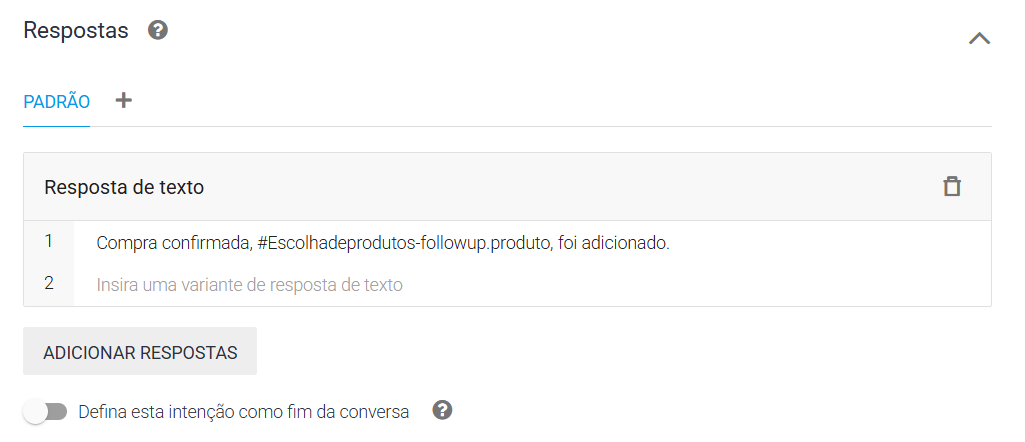 Respostas
PADRÃO
Resposta de texto
1 Compra confirmada, #Escolhadeprodutos-followup.produto, foi adicionado.
2 Insira uma variante de resposta de texto
ADICIONAR RESPOSTAS
Defina esta intenção como fim da conversa